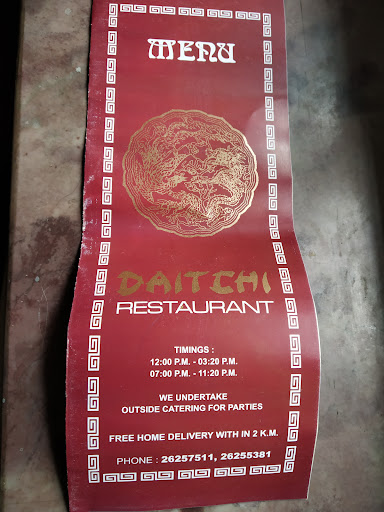 MENU
DAITCHI
RESTAURANT
TIMINGS :
12:00 P.M. - 03:20 P.M.
07:00 P.M. - 11:20 P.M.
WE UNDERTAKE
OUTSIDE CATERING FOR PARTIES
FREE HOME DELIVERY WITH IN 2 K.M.
PHONE : 26257511, 26255381